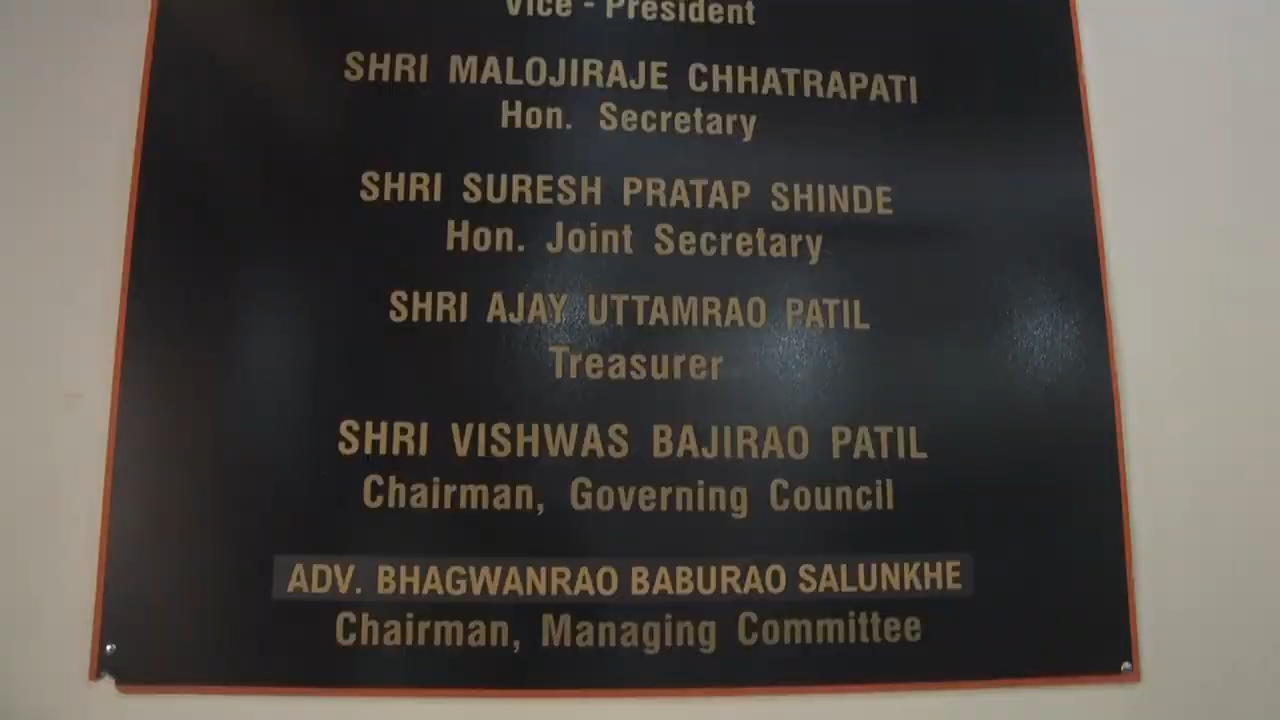 Vice - President
SHRI MALOJIRAJE CHHATRAPATI
Hon. Secretary
SHRI SURESH PRATAP SHINDE
Hon. Joint Secretary
SHRI AJAY UTTAMRAO PATIL
Treasurer
SHRI VISHWAS BAJIRAO PATIL
Chairman, Governing Council
ADV. BHAGWANRAO BABURAO SALUNKHE
Chairman, Managing Committee